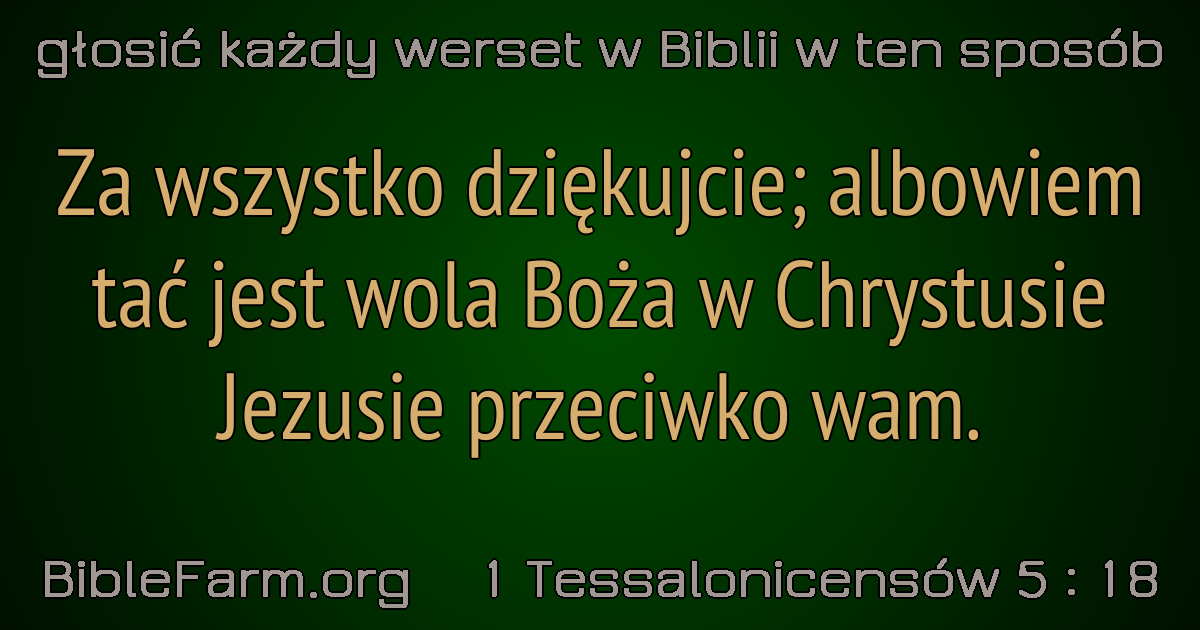 głosić każdy werset w Biblii w ten sposób
Za wszystko dziękujcie; albowiem
tać jest wola Boża w Chrystusie
Jezusie przeciwko wam.
BibleFarm.org 1 Tessalonicensów 5 : 18